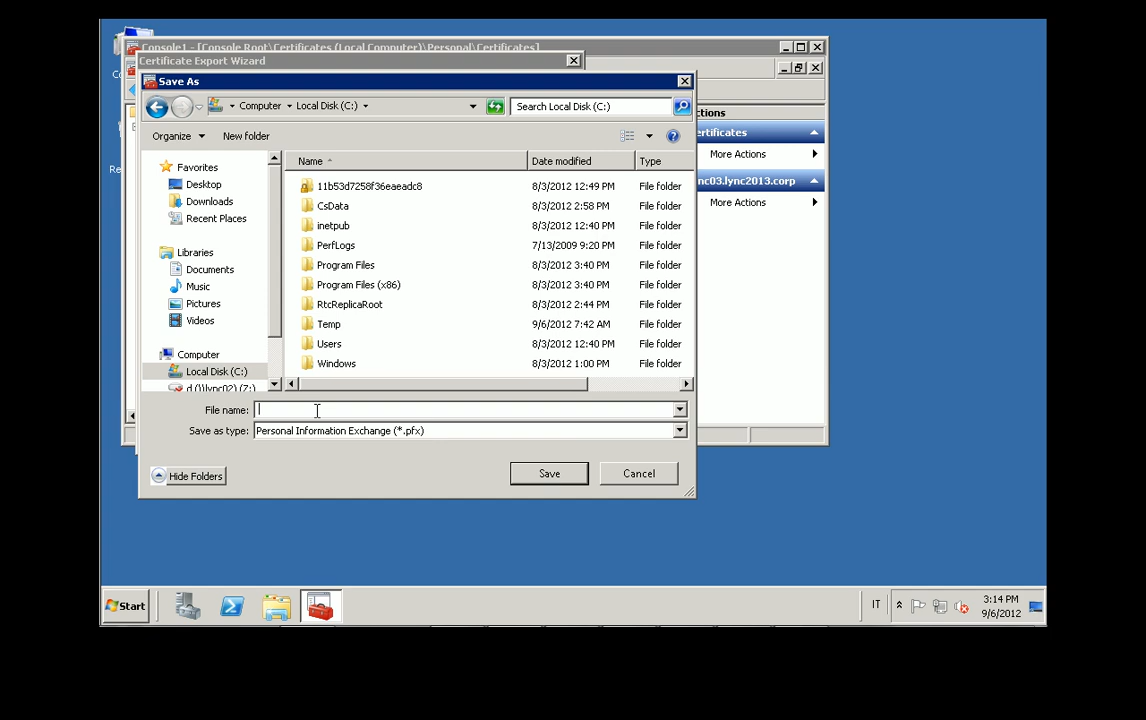 Console1 - [Console Root\Certificates (Local Computer)\Personal\Certificates]
Certificate Export Wizard
Save As
Computer Local Disk (C:)
Search Local Disk (C:)
Organize New folder
Favorites
Desktop
Downloads
Recent Places
Libraries
Documents
Music
Pictures
Videos
Computer
Local Disk (C:)
d (\\lync02) (Z:)
Name Date modified Type
11b53d7258f36eaeadc8 8/3/2012 12:49 PM File folder
CsData 8/3/2012 2:58 PM File folder
inetpub 8/3/2012 12:40 PM File folder
PerfLogs 7/13/2009 9:20 PM File folder
Program Files 8/3/2012 3:40 PM File folder
Program Files (x86) 8/3/2012 3:40 PM File folder
RtcReplicaRoot 8/3/2012 2:44 PM File folder
Temp 9/6/2012 7:42 AM File folder
Users 8/3/2012 12:40 PM File folder
Windows 8/3/2012 1:00 PM File folder
File name:
Save as type: Personal Information Exchange (*.pfx)
Hide Folders
Save
Cancel
ctions
ertificates
More Actions
nc03.lync2013.corp
More Actions
Start
IT
3:14 PM
9/6/2012